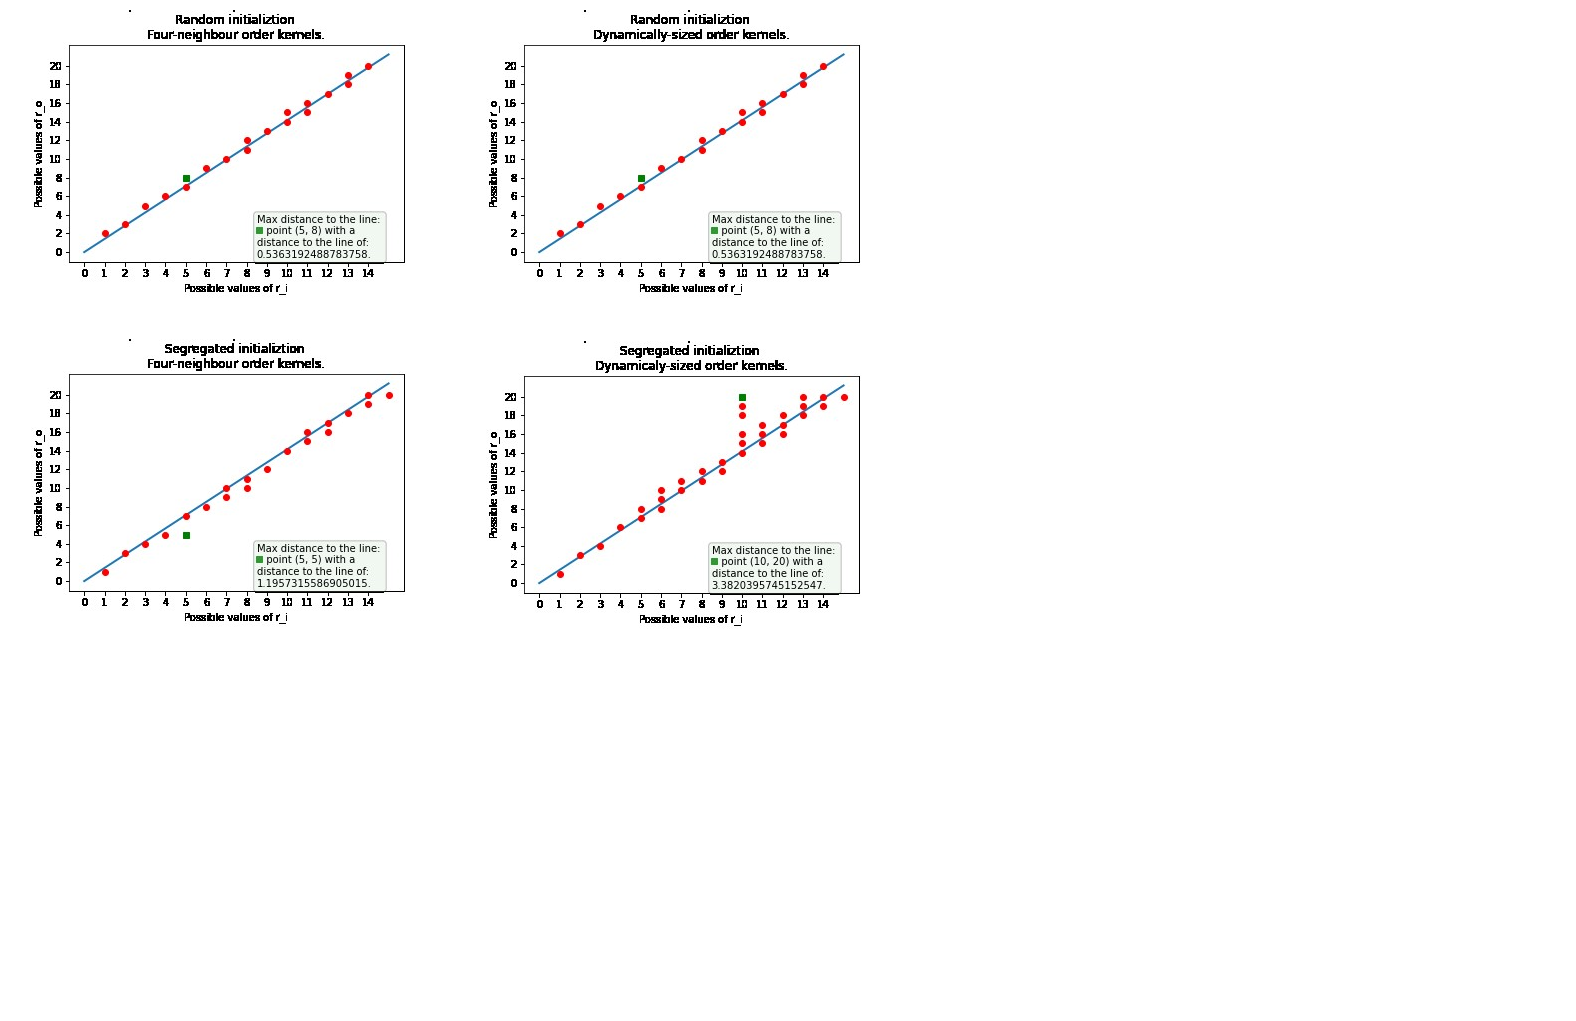 Random initializtion
Four-neighbour order kernels.
Possible values of r_o
20
18
16
14
12
10
8
6
4
2
0
Max distance to the line:
point (5, 8) with a
distance to the line of:
0.5363192488783758.
0 1 2 3 4 5 6 7 8 9 10 11 12 13 14
Possible values of r_i
Random initializtion
Dynamically-sized order kernels.
Possible values of r_o
20
18
16
14
12
10
8
6
4
2
0
Max distance to the line:
point (5, 8) with a
distance to the line of:
0.5363192488783758.
0 1 2 3 4 5 6 7 8 9 10 11 12 13 14
Possible values of r_i
Segregated initializtion
Four-neighbour order kernels.
Possible values of r_o
20
18
16
14
12
10
8
6
4
2
0
Max distance to the line:
point (5, 5) with a
distance to the line of:
1.1957315586905015.
0 1 2 3 4 5 6 7 8 9 10 11 12 13 14
Possible values of r_i
Segregated initializtion
Dynamicaly-sized order kernels.
Possible values of r_o
20
18
16
14
12
10
8
6
4
2
0
Max distance to the line:
point (10, 20) with a
distance to the line of:
3.3820395745152547.
0 1 2 3 4 5 6 7 8 9 10 11 12 13 14
Possible values of r_i